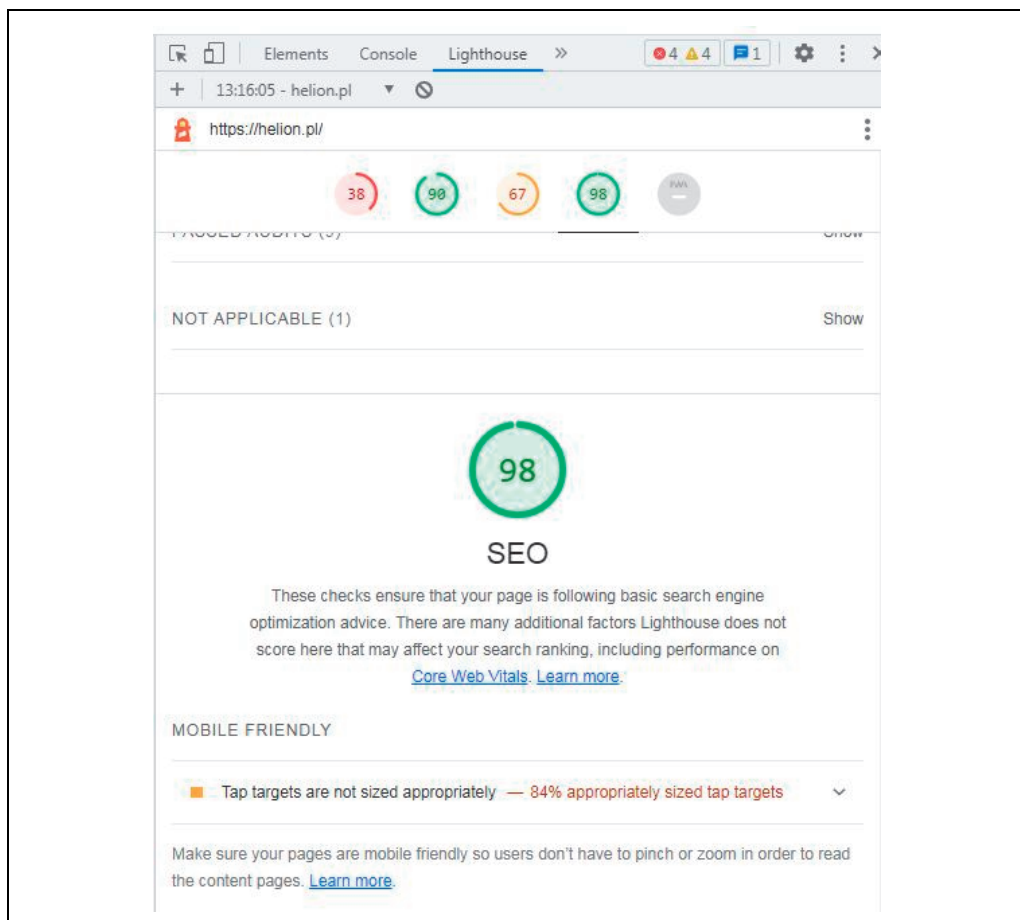 Elements Console Lighthouse » 4 4 1
+ 13:16:05 - helion.pl
https://helion.pl/
38 90 67 98 PWA
PASSED AUDITS (9) Show
NOT APPLICABLE (1) Show
98
SEO
These checks ensure that your page is following basic search engine
optimization advice. There are many additional factors Lighthouse does not
score here that may affect your search ranking, including performance on
Core Web Vitals. Learn more.
MOBILE FRIENDLY
Tap targets are not sized appropriately — 84% appropriately sized tap targets
Make sure your pages are mobile friendly so users don’t have to pinch or zoom in order to read
the content pages. Learn more.